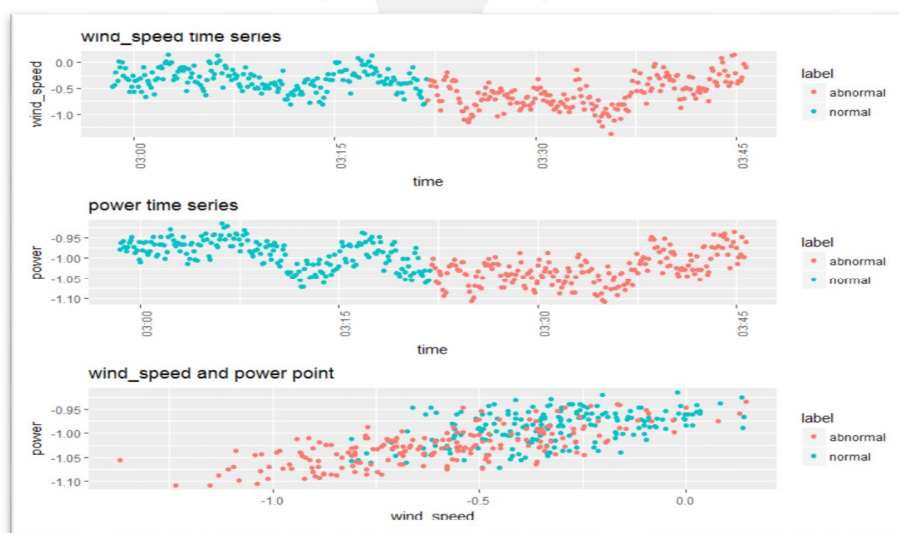 wind_speed time series
wind_speed
0.0
-0.5
-1.0
03:00
03:15
03:30
03:45
time
label
abnormal
normal
power time series
power
-0.95
-1.00
-1.05
-1.10
03:00
03:15
03:30
03:45
time
label
abnormal
normal
wind_speed and power point
power
-0.95
-1.00
-1.05
-1.10
-1.0
-0.5
0.0
wind_speed
label
abnormal
normal